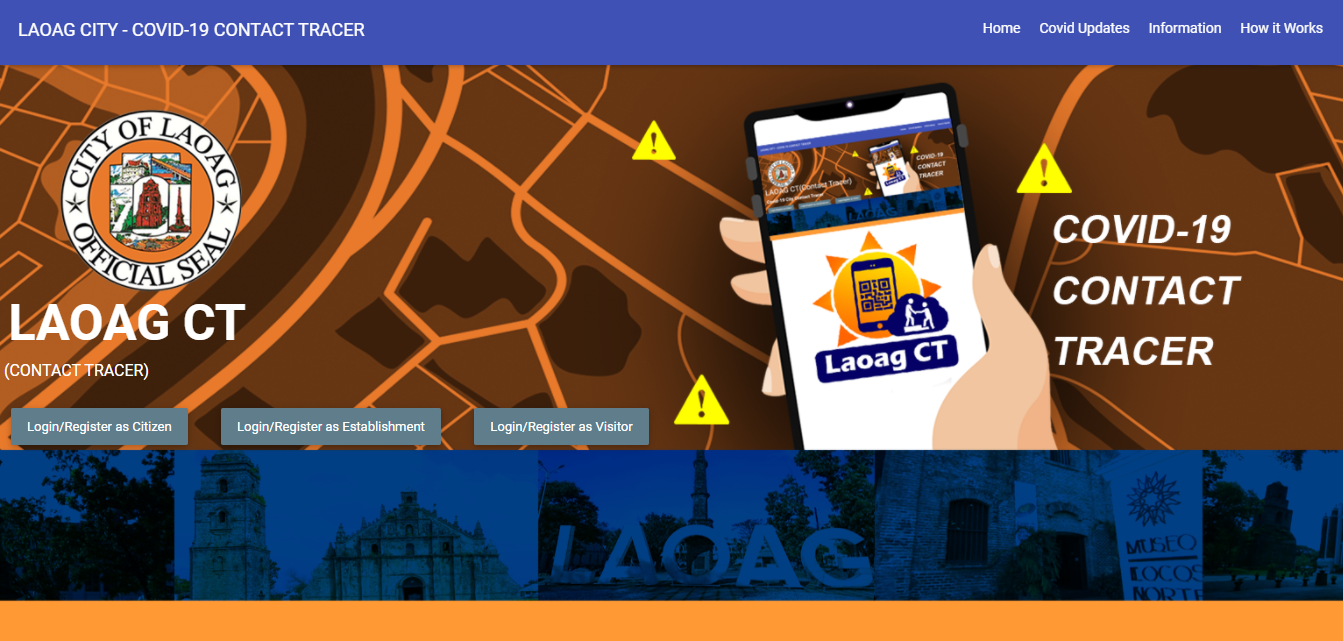 LAOAG CITY - COVID-19 CONTACT TRACER
Home Covid Updates Information How it Works
CITY OF LAOAG
OFFICIAL SEAL
LAOAG CT
(CONTACT TRACER)
Login/Register as Citizen Login/Register as Establishment Login/Register as Visitor
LAOAG CT(Contact Tracer)
COVID-19
CONTACT
TRACER
Laoag CT
COVID-19
CONTACT
TRACER
LAOAG
MUSEO
ILOCOS
NORTE